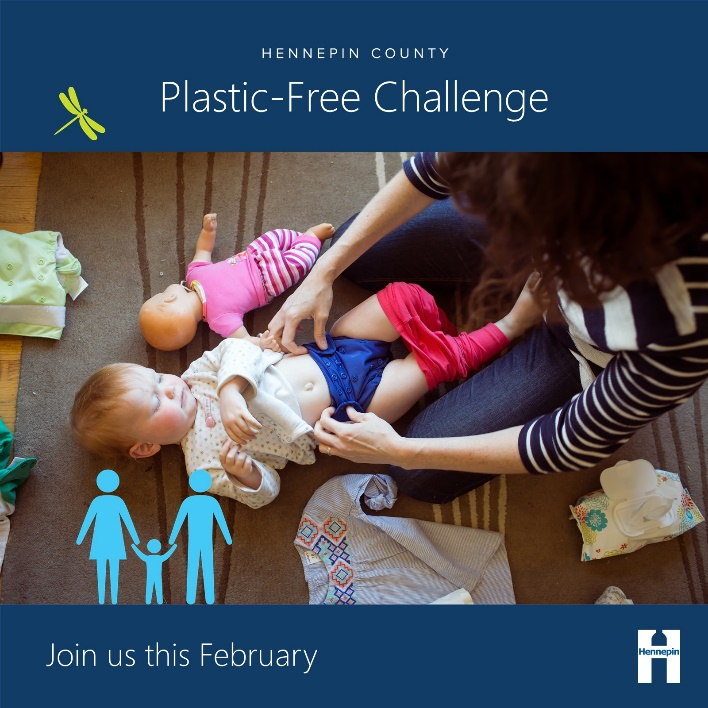 HENNEPIN COUNTY
Plastic-Free Challenge
Join us this February
Hennepin